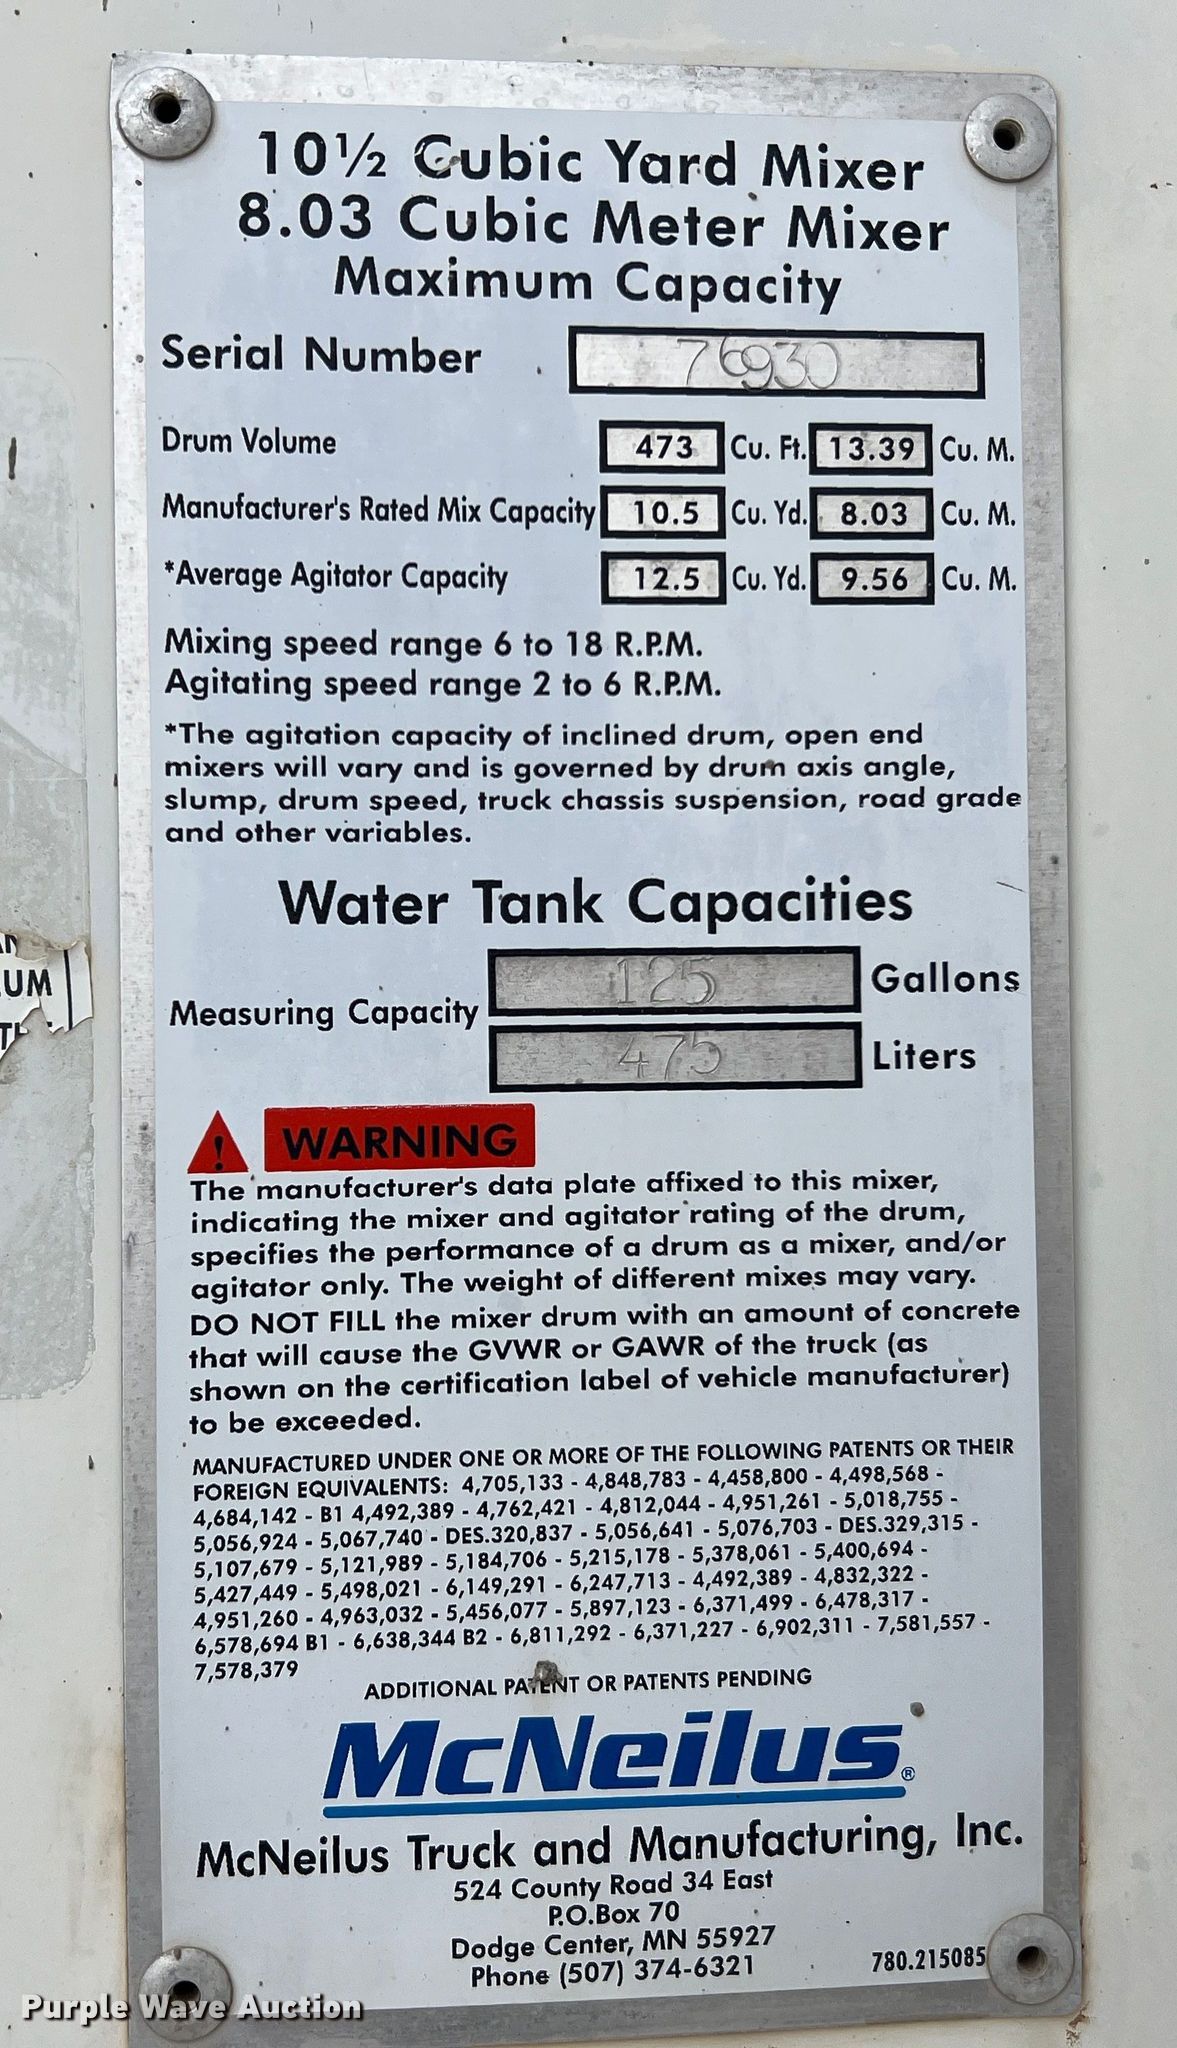 10½ Cubic Yard Mixer
8.03 Cubic Meter Mixer
Maximum Capacity
Serial Number 76930
Drum Volume 473 Cu. Ft. 13.39 Cu. M.
Manufacturer's Rated Mix Capacity 10.5 Cu. Yd. 8.03 Cu. M.
*Average Agitator Capacity 12.5 Cu. Yd. 9.56 Cu. M.
Mixing speed range 6 to 18 R.P.M.
Agitating speed range 2 to 6 R.P.M.
*The agitation capacity of inclined drum, open end
mixers will vary and is governed by drum axis angle,
slump, drum speed, truck chassis suspension, road grade
and other variables.
Water Tank Capacities
Measuring Capacity
125 Gallons
475 Liters
UM
! WARNING
The manufacturer's data plate affixed to this mixer,
indicating the mixer and agitator rating of the drum,
specifies the performance of a drum as a mixer, and/or
agitator only. The weight of different mixes may vary.
DO NOT FILL the mixer drum with an amount of concrete
that will cause the GVWR or GAWR of the truck (as
shown on the certification label of vehicle manufacturer)
to be exceeded.
MANUFACTURED UNDER ONE OR MORE OF THE FOLLOWING PATENTS OR THEIR
FOREIGN EQUIVALENTS: 4,705,133 - 4,848,783 - 4,458,800 - 4,498,568 -
4,684,142 - B1 4,492,389 - 4,762,421 - 4,812,044 - 4,951,261 - 5,018,755 -
5,056,924 - 5,067,740 - DES.320,837 - 5,056,641 - 5,076,703 - DES.329,315 -
5,107,679 - 5,121,989 - 5,184,706 - 5,215,178 - 5,378,061 - 5,400,694 -
5,427,449 - 5,498,021 - 6,149,291 - 6,247,713 - 4,492,389 - 4,832,322 -
4,951,260 - 4,963,032 - 5,456,077 - 5,897,123 - 6,371,499 - 6,478,317 -
6,578,694 B1 - 6,638,344 B2 - 6,811,292 - 6,371,227 - 6,902,311 - 7,581,557 -
7,578,379
ADDITIONAL PATENT OR PATENTS PENDING
McNeilus®
McNeilus Truck and Manufacturing, Inc.
524 County Road 34 East
P.O.Box 70
Dodge Center, MN 55927
Phone (507) 374-6321
780.215085
Purple Wave Auction